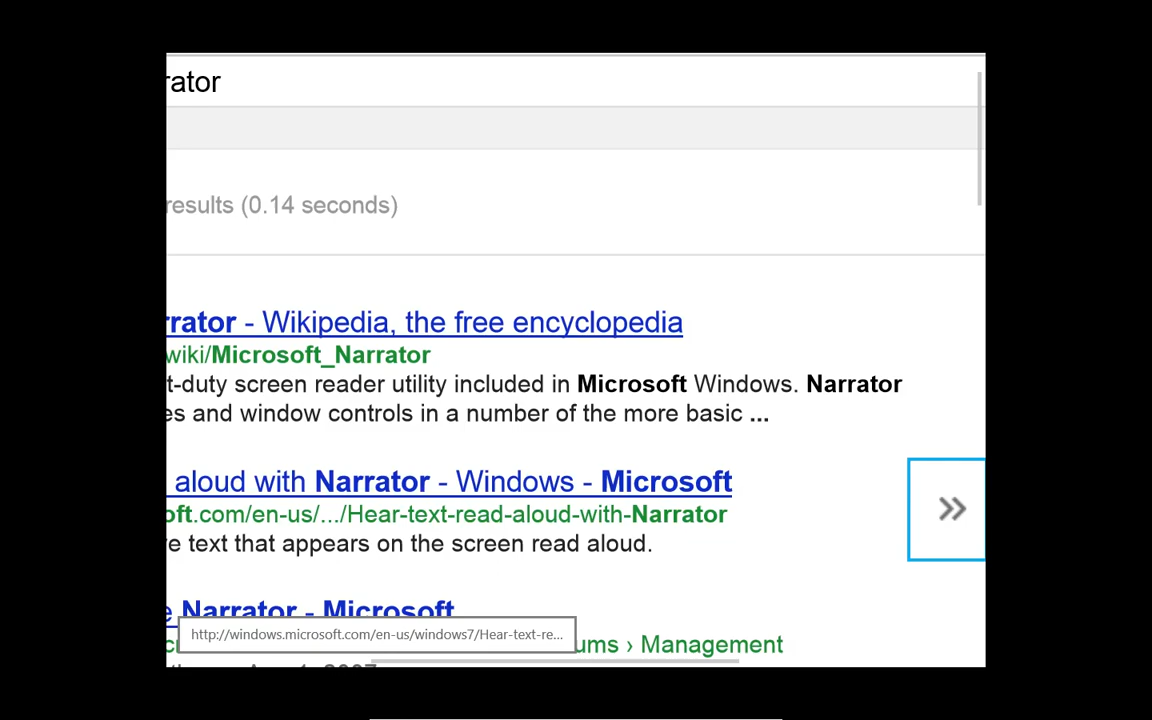 rator
results (0.14 seconds)
rrator - Wikipedia, the free encyclopedia
wiki/Microsoft_Narrator
t-duty screen reader utility included in Microsoft Windows. Narrator
es and window controls in a number of the more basic ...
aloud with Narrator - Windows - Microsoft
oft.com/en-us/.../Hear-text-read-aloud-with-Narrator
e text that appears on the screen read aloud.
e Narrator - Microsoft
http://windows.microsoft.com/en-us/windows7/Hear-text-re...
ums › Management